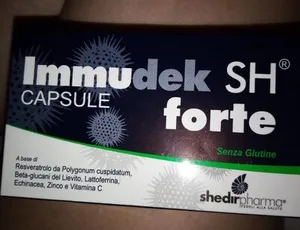 Immudek SH®
CAPSULE
forte
Senza Glutine
A base di
Resveratrolo da Polygonum cuspidatum,
Beta-glucani del Lievito, Lattoferrina,
Echinacea, Zinco e Vitamina C
shedirpharma®